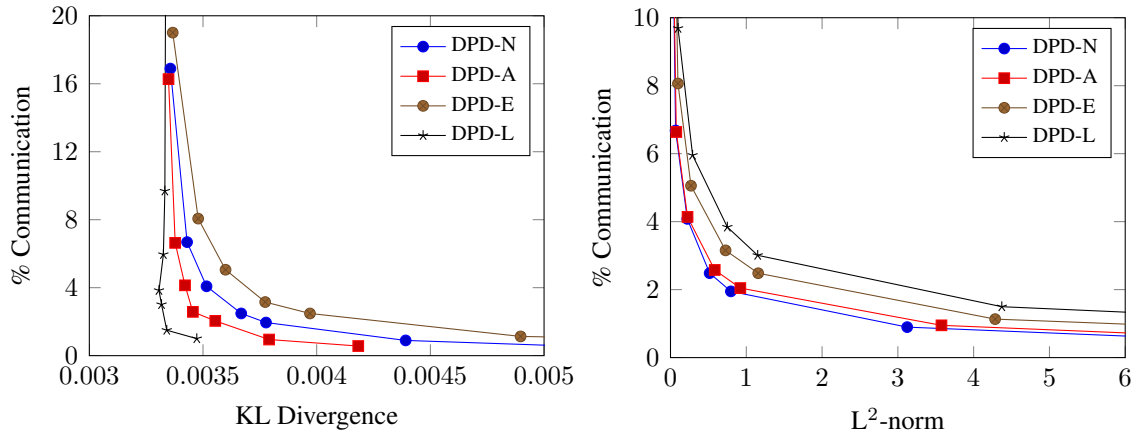 20
16
12
8
4
0
0.003
0.0035
0.004
0.0045
0.005
% Communication
KL Divergence
DPD-N
DPD-A
DPD-E
DPD-L
10
8
6
4
2
0
0
1
2
3
4
5
6
% Communication
L²-norm
DPD-N
DPD-A
DPD-E
DPD-L